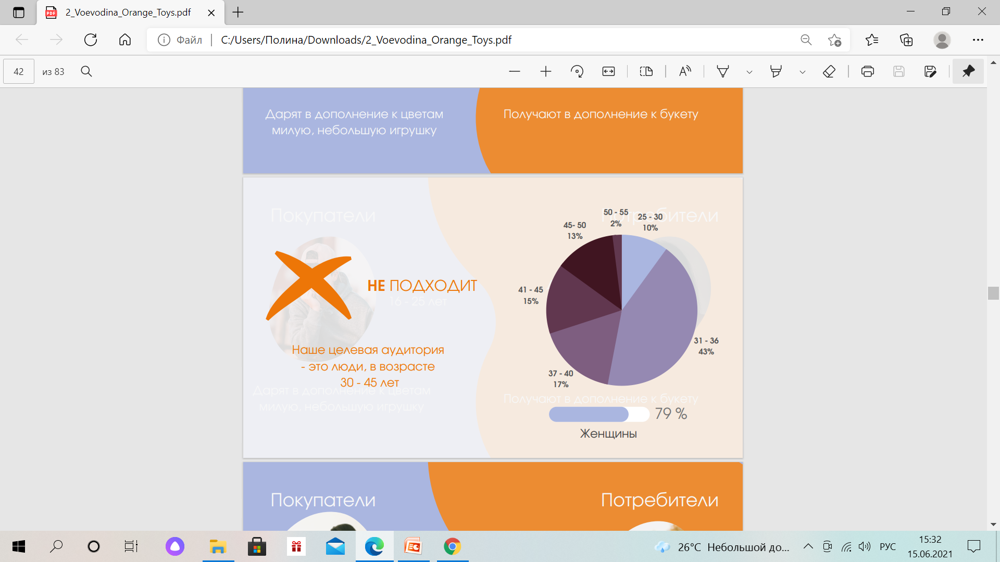 2_Voevodina_Orange_Toys.pdf
Файл
C:/Users/Полина/Downloads/2_Voevodina_Orange_Toys.pdf
42
из 83
Дарят в дополнение к цветам
милую, небольшую игрушку
Получают в дополнение к букету
Покупатели
Потребители
НЕ ПОДХОДИТ
16 - 25 лет
Наше целевая аудитория
- это люди, в возрасте
30 - 45 лет
Дарят в дополнение к цветам
милую, небольшую игрушку
50 - 55
2%
25 - 30
10%
45- 50
13%
41 - 45
15%
31 - 36
43%
37 - 40
17%
Получают в дополнение к букету
79 %
Женщины
Покупатели
Потребители
26°C Небольшой до...
РУС
15:32
15.06.2021